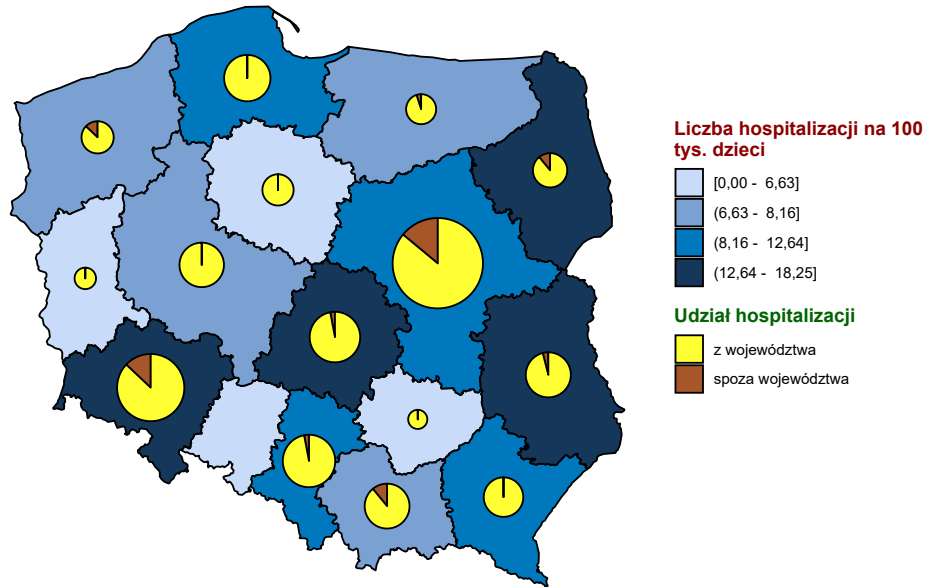 Liczba hospitalizacji na 100
tys. dzieci
[0,00 - 6,63]
(6,63 - 8,16]
(8,16 - 12,64]
(12,64 - 18,25]
Udział hospitalizacji
z województwa
spoza województwa